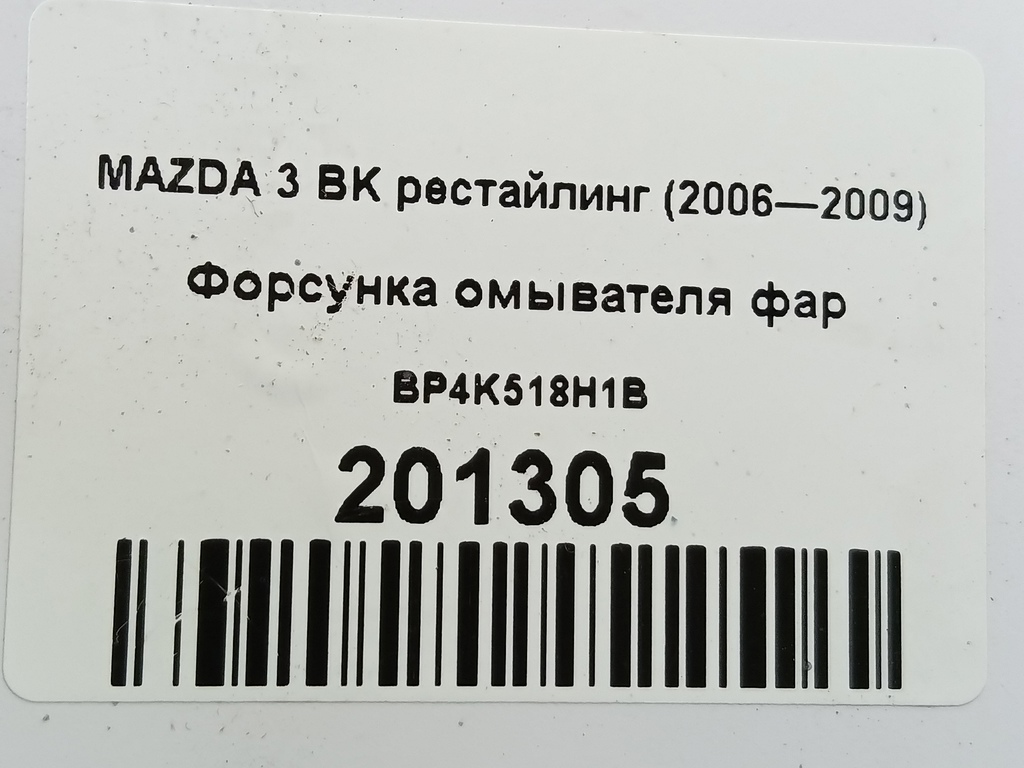 MAZDA 3 BK рестайлинг (2006—2009)
Форсунка омывателя фар
BP4K518H1B
201305